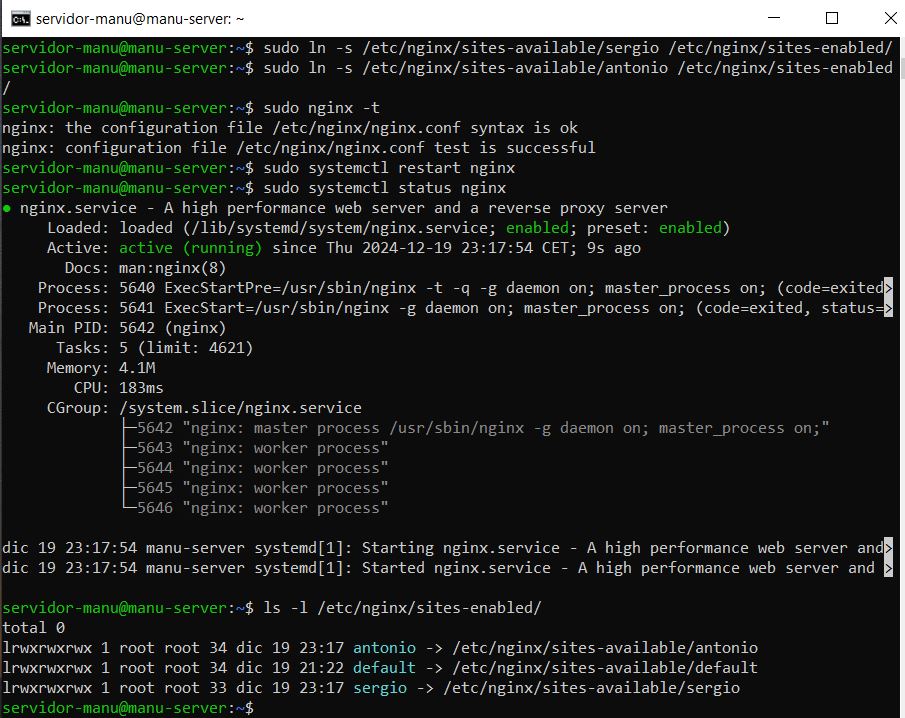 servidor-manu@manu-server: ~
servidor-manu@manu-server:~$ sudo ln -s /etc/nginx/sites-available/sergio /etc/nginx/sites-enabled/
servidor-manu@manu-server:~$ sudo ln -s /etc/nginx/sites-available/antonio /etc/nginx/sites-enabled
/
servidor-manu@manu-server:~$ sudo nginx -t
nginx: the configuration file /etc/nginx/nginx.conf syntax is ok
nginx: configuration file /etc/nginx/nginx.conf test is successful
servidor-manu@manu-server:~$ sudo systemctl restart nginx
servidor-manu@manu-server:~$ sudo systemctl status nginx
● nginx.service - A high performance web server and a reverse proxy server
     Loaded: loaded (/lib/systemd/system/nginx.service; enabled; preset: enabled)
     Active: active (running) since Thu 2024-12-19 23:17:54 CET; 9s ago
       Docs: man:nginx(8)
    Process: 5640 ExecStartPre=/usr/sbin/nginx -t -q -g daemon on; master_process on; (code=exited>
    Process: 5641 ExecStart=/usr/sbin/nginx -g daemon on; master_process on; (code=exited, status=>
   Main PID: 5642 (nginx)
      Tasks: 5 (limit: 4621)
     Memory: 4.1M
        CPU: 183ms
     CGroup: /system.slice/nginx.service
             ├─5642 "nginx: master process /usr/sbin/nginx -g daemon on; master_process on;"
             ├─5643 "nginx: worker process"
             ├─5644 "nginx: worker process"
             ├─5645 "nginx: worker process"
             └─5646 "nginx: worker process"
dic 19 23:17:54 manu-server systemd[1]: Starting nginx.service - A high performance web server and>
dic 19 23:17:54 manu-server systemd[1]: Started nginx.service - A high performance web server and >
servidor-manu@manu-server:~$ ls -l /etc/nginx/sites-enabled/
total 0
lrwxrwxrwx 1 root root 34 dic 19 23:17 antonio -> /etc/nginx/sites-available/antonio
lrwxrwxrwx 1 root root 34 dic 19 21:22 default -> /etc/nginx/sites-available/default
lrwxrwxrwx 1 root root 33 dic 19 23:17 sergio -> /etc/nginx/sites-available/sergio
servidor-manu@manu-server:~$